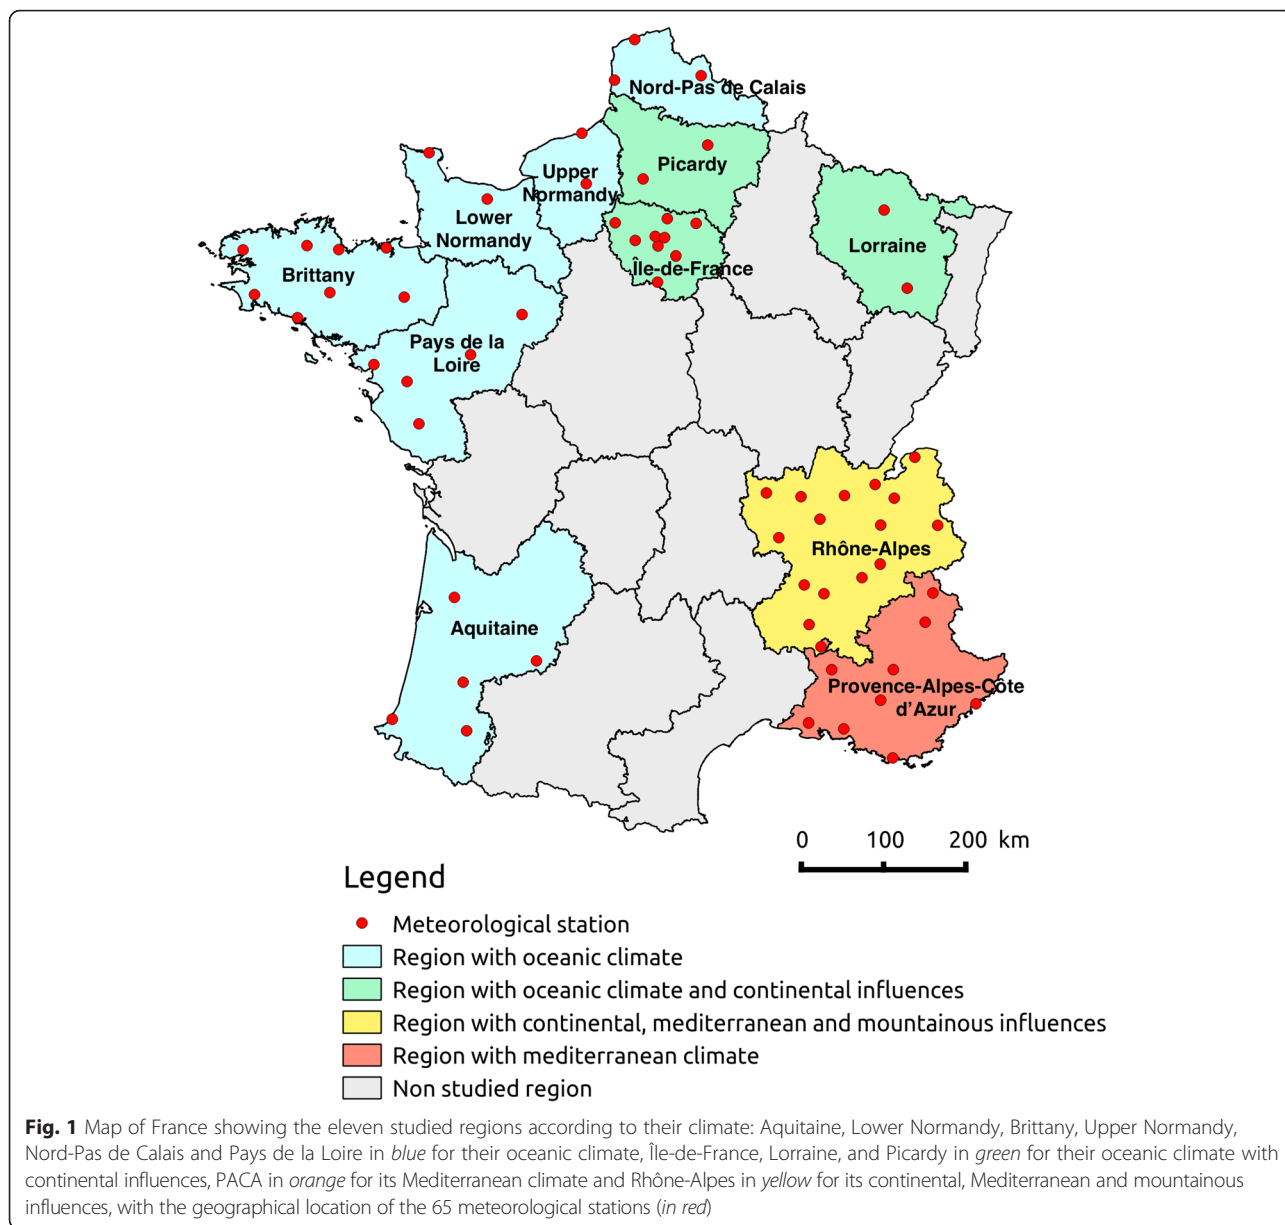 Nord-Pas de Calais
Picardy
Upper
Normandy
Lower
Normandy
Lorraine
Île-de-France
Brittany
Pays de la
Loire
Rhône-Alpes
Aquitaine
Provence-Alpes-Côte
d'Azur
0 100 200 km
Legend
Meteorological station
Region with oceanic climate
Region with oceanic climate and continental influences
Region with continental, mediterranean and mountainous influences
Region with mediterranean climate
Non studied region
Fig. 1 Map of France showing the eleven studied regions according to their climate: Aquitaine, Lower Normandy, Brittany, Upper Normandy,
Nord-Pas de Calais and Pays de la Loire in blue for their oceanic climate, Île-de-France, Lorraine, and Picardy in green for their oceanic climate with
continental influences, PACA in orange for its Mediterranean climate and Rhône-Alpes in yellow for its continental, Mediterranean and mountainous
influences, with the geographical location of the 65 meteorological stations (in red)